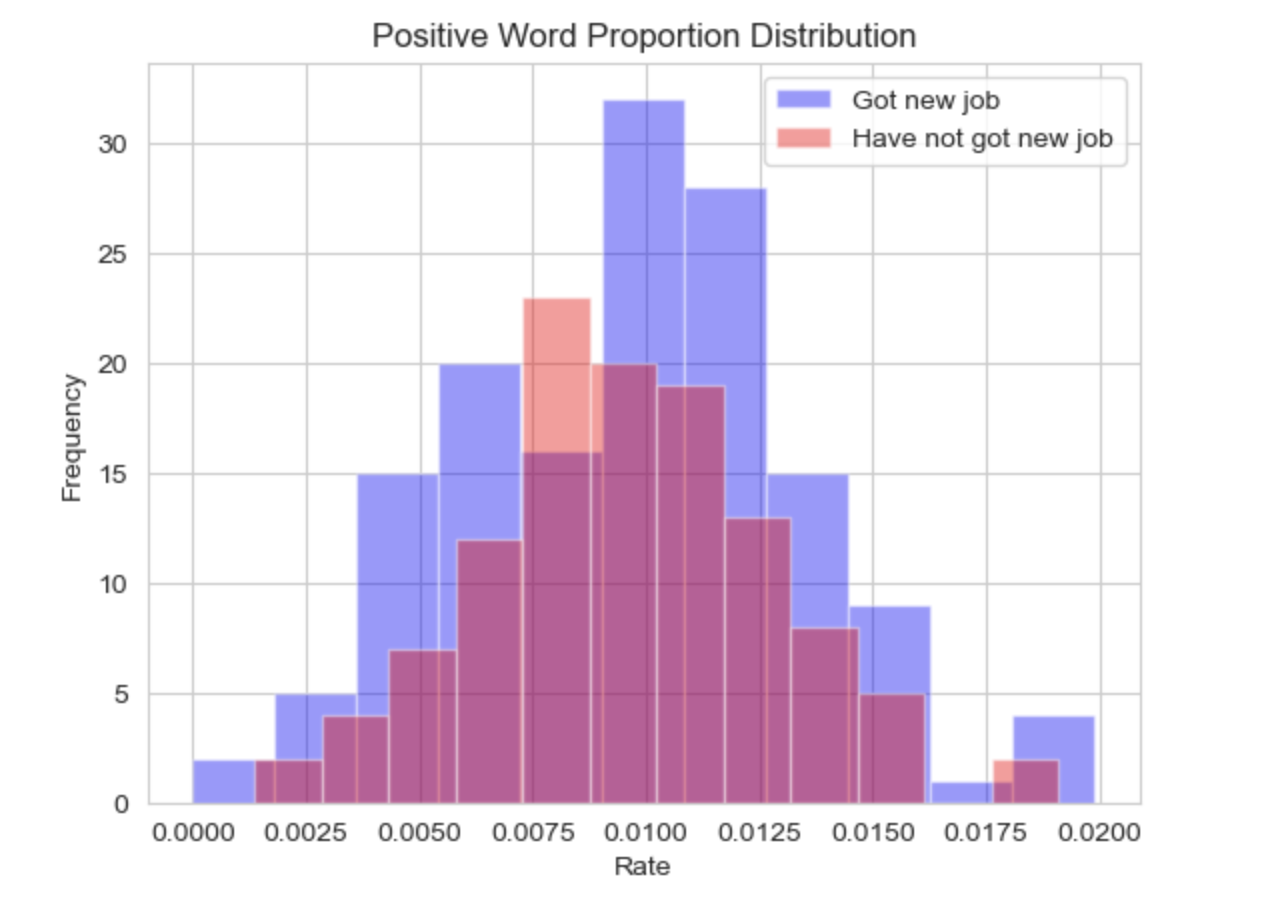 Positive Word Proportion Distribution
Got new job
Have not got new job
30
25
20
15
10
5
0
Frequency
0.0000 0.0025 0.0050 0.0075 0.0100 0.0125 0.0150 0.0175 0.0200
Rate